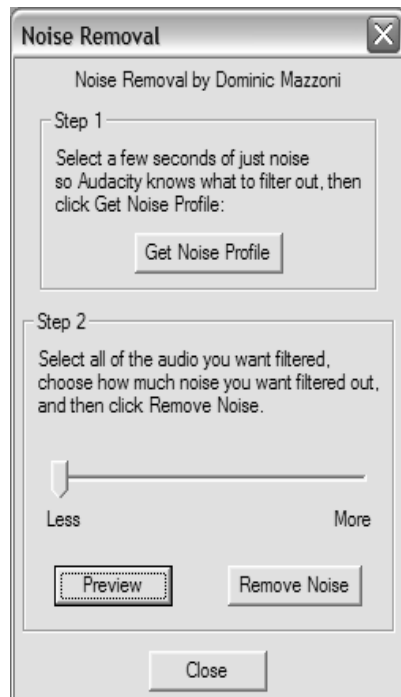 Noise Removal
Noise Removal by Dominic Mazzoni
Step 1
Select a few seconds of just noise
so Audacity knows what to filter out, then
click Get Noise Profile:
Get Noise Profile
Step 2
Select all of the audio you want filtered,
choose how much noise you want filtered out,
and then click Remove Noise.
Less More
Preview Remove Noise
Close